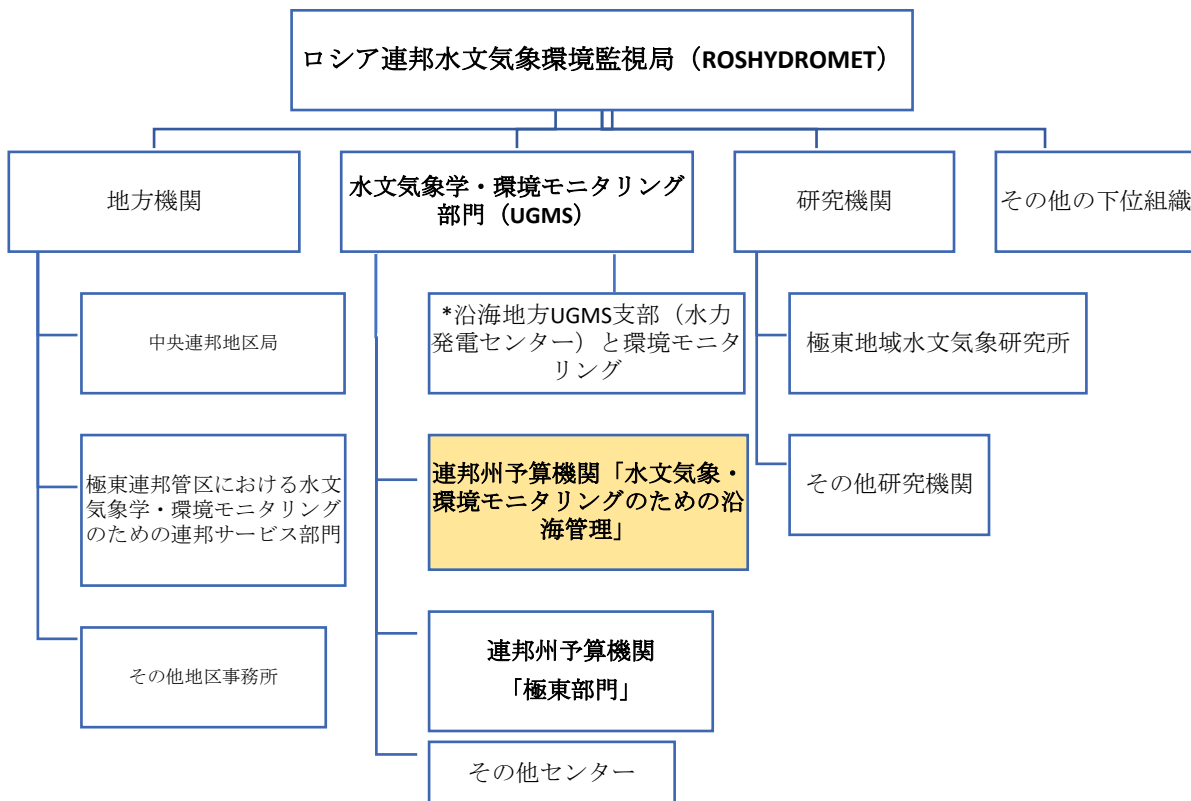 ロシア連邦水文気象環境監視局（ROSHYDROMET）
地方機関
水文気象学・環境モニタリング
部門（UGMS）
研究機関
その他の下位組織
中央連邦地区局
*沿海地方UGMS支部（水力
発電センター）と環境モニタ
リング
極東地域水文気象研究所
極東連邦管区における水文
気象学・環境モニタリング
のための連邦サービス部門
連邦州予算機関「水文気象・
環境モニタリングのための沿
海管理」
その他研究機関
その他地区事務所
連邦州予算機関
「極東部門」
その他センター